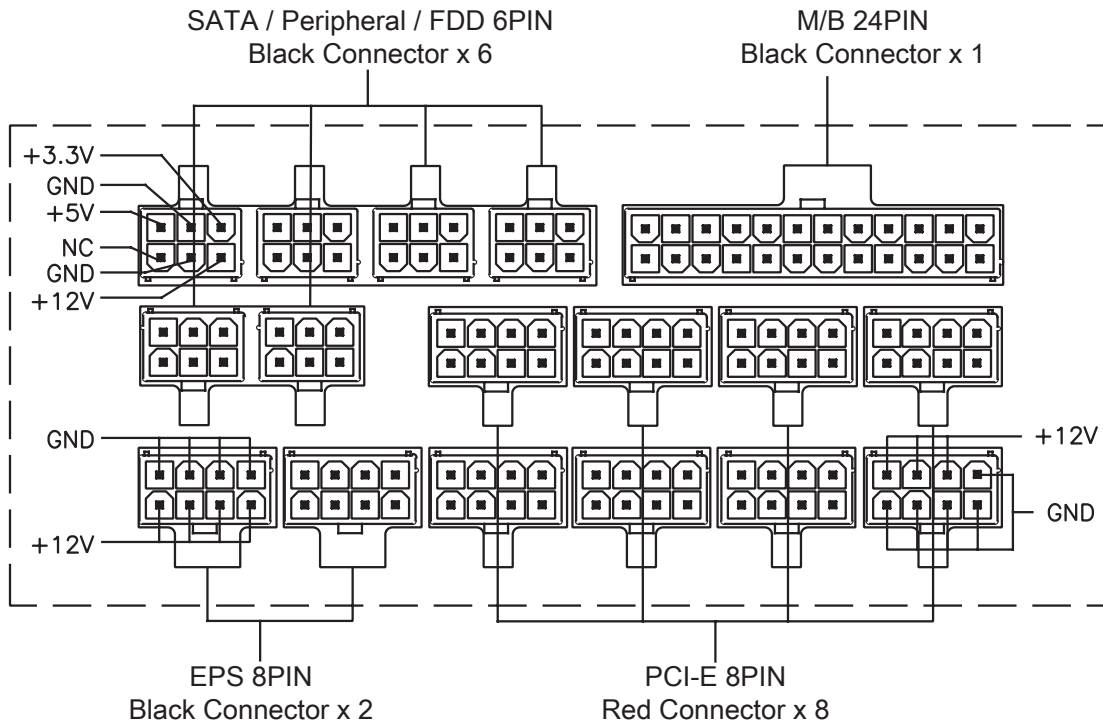 SATA / Peripheral / FDD 6PIN
Black Connector x 6
M/B 24PIN
Black Connector x 1
+3.3V
GND
+5V
NC
GND
+12V
GND
+12V
+12V
GND
EPS 8PIN
Black Connector x 2
PCI-E 8PIN
Red Connector x 8